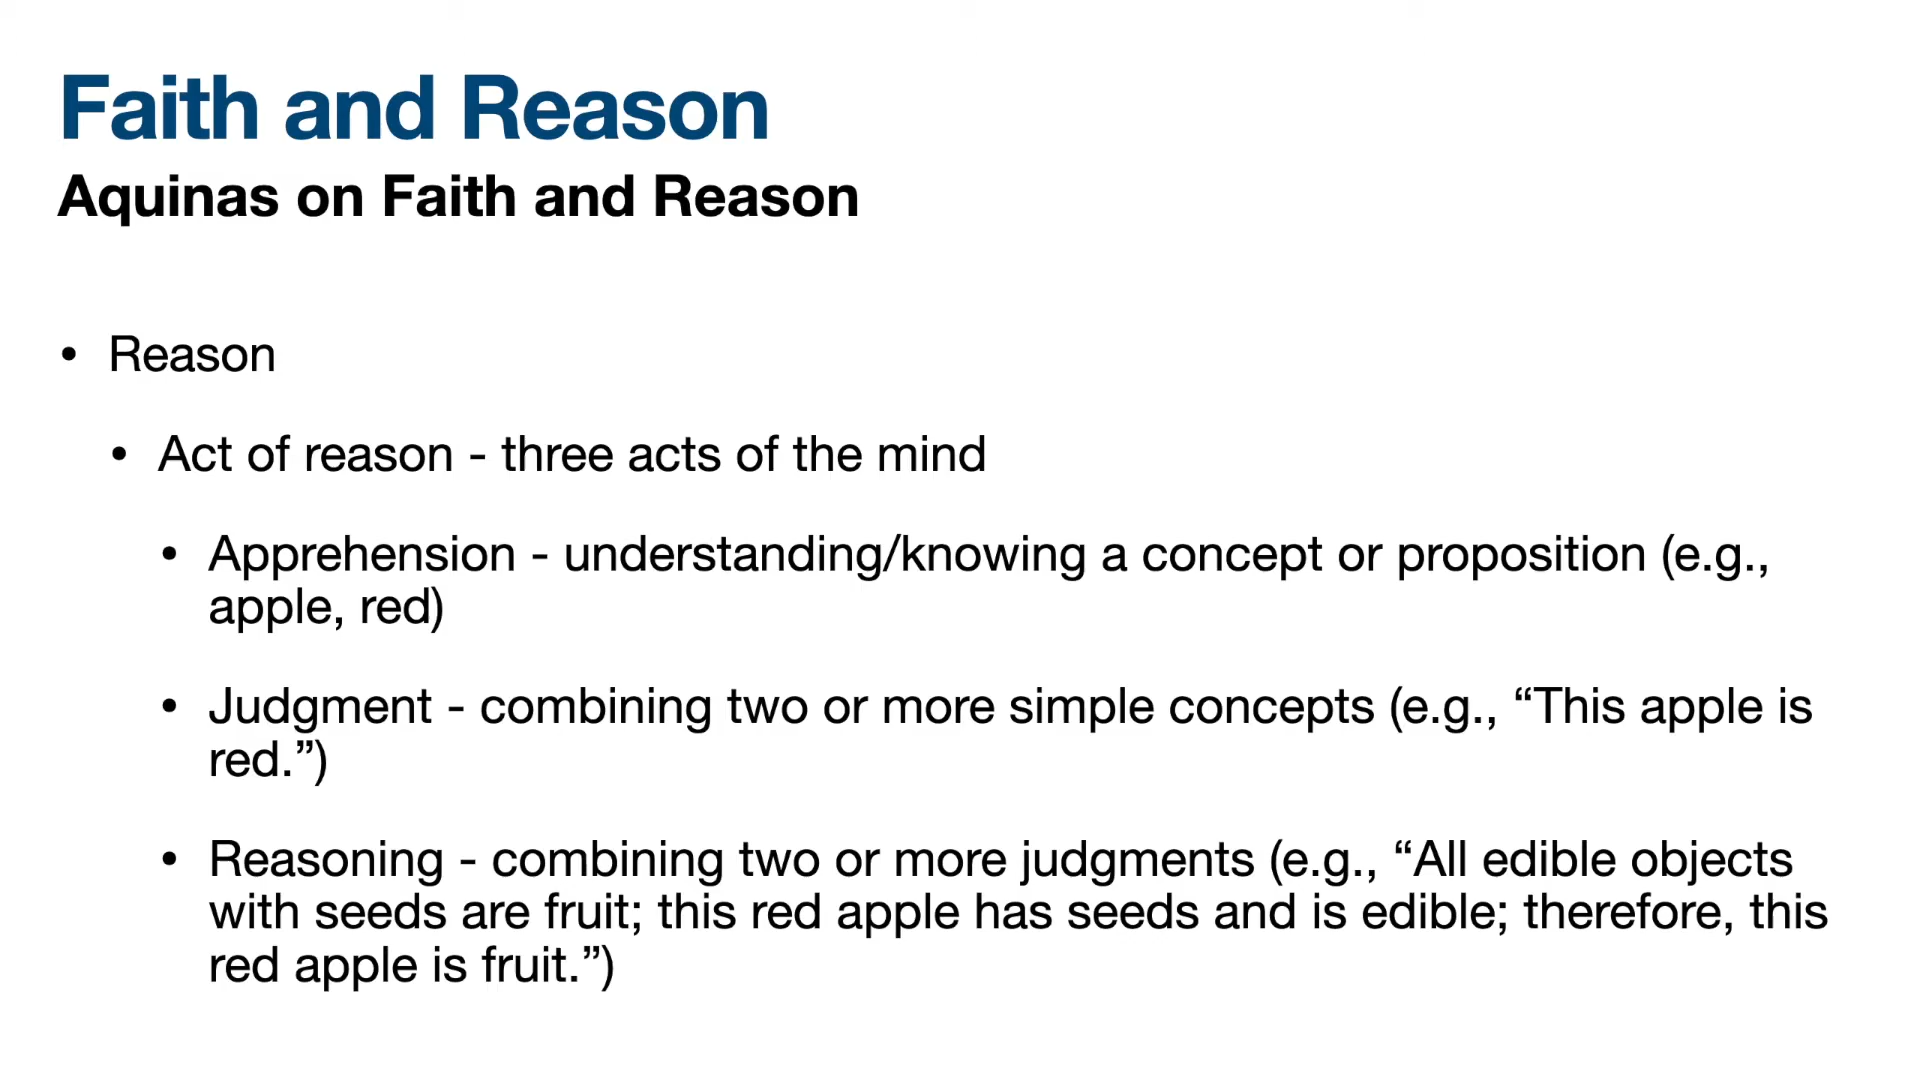 Faith and Reason
Aquinas on Faith and Reason
• Reason
• Act of reason - three acts of the mind
• Apprehension - understanding/knowing a concept or proposition (e.g.,
apple, red)
• Judgment - combining two or more simple concepts (e.g., “This apple is
red.”)
• Reasoning - combining two or more judgments (e.g., “All edible objects
with seeds are fruit; this red apple has seeds and is edible; therefore, this
red apple is fruit.”)